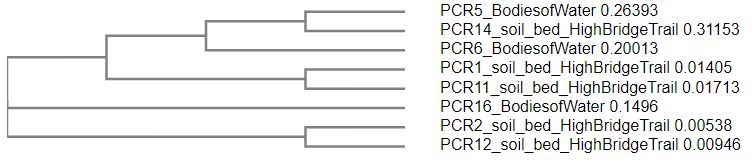 PCR5_BodiesofWater 0.26393
PCR14_soil_bed_HighBridgeTrail 0.31153
PCR6_BodiesofWater 0.20013
PCR1_soil_bed_HighBridgeTrail 0.01405
PCR11_soil_bed_HighBridgeTrail 0.01713
PCR16_BodiesofWater 0.1496
PCR2_soil_bed_HighBridgeTrail 0.00538
PCR12_soil_bed_HighBridgeTrail 0.00946